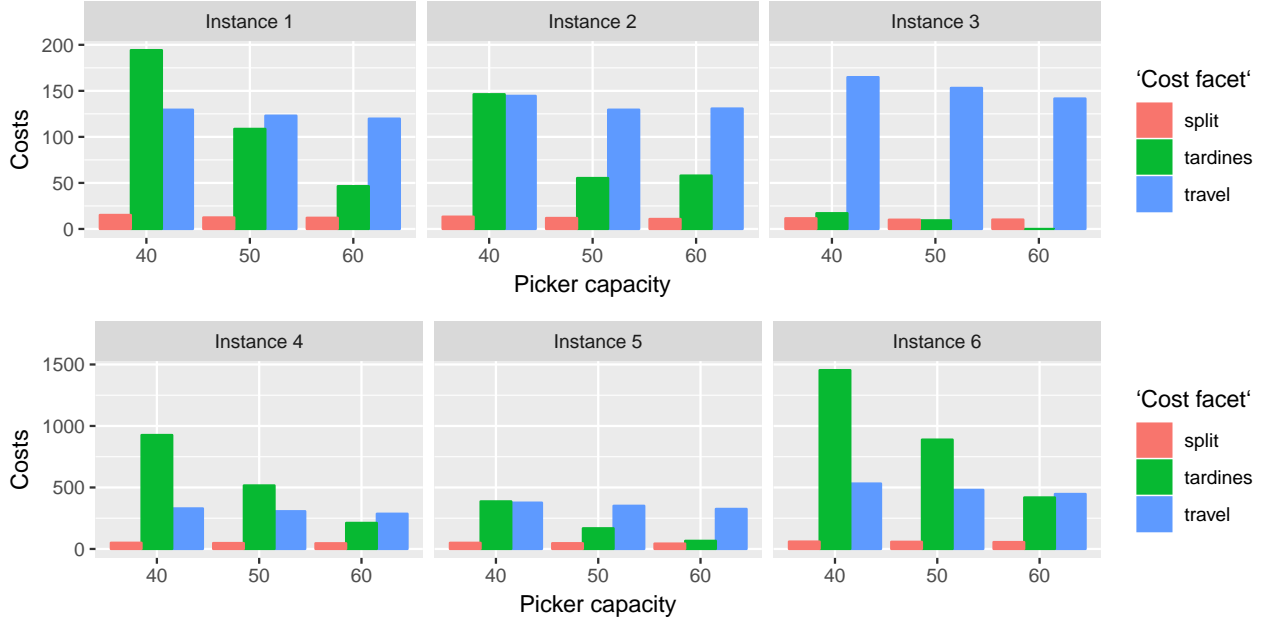 Instance 1
Instance 2
Instance 3
200
150
100
50
0
Costs
40
50
60
40
50
60
40
50
60
Picker capacity
‘Cost facet‘
split
tardines
travel
Instance 4
Instance 5
Instance 6
1500
1000
500
0
Costs
40
50
60
40
50
60
40
50
60
Picker capacity
‘Cost facet‘
split
tardines
travel